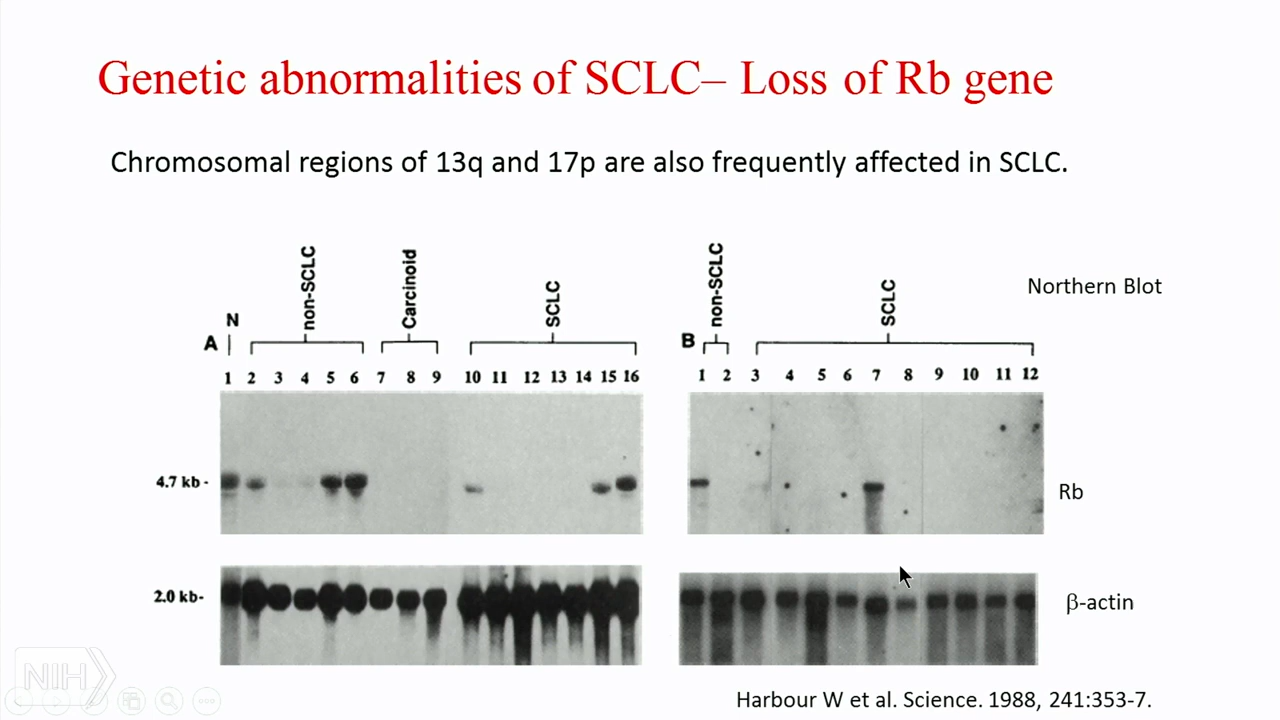 Genetic abnormalities of SCLC– Loss of Rb gene
Chromosomal regions of 13q and 17p are also frequently affected in SCLC.
Northern Blot
A
N
non-SCLC
Carcinoid
SCLC
1 2 3 4 5 6 7 8 9 10 11 12 13 14 15 16
4.7 kb -
2.0 kb-
B
non-SCLC
SCLC
1 2 3 4 5 6 7 8 9 10 11 12
Rb
β-actin
Harbour W et al. Science. 1988, 241:353-7.
NIH